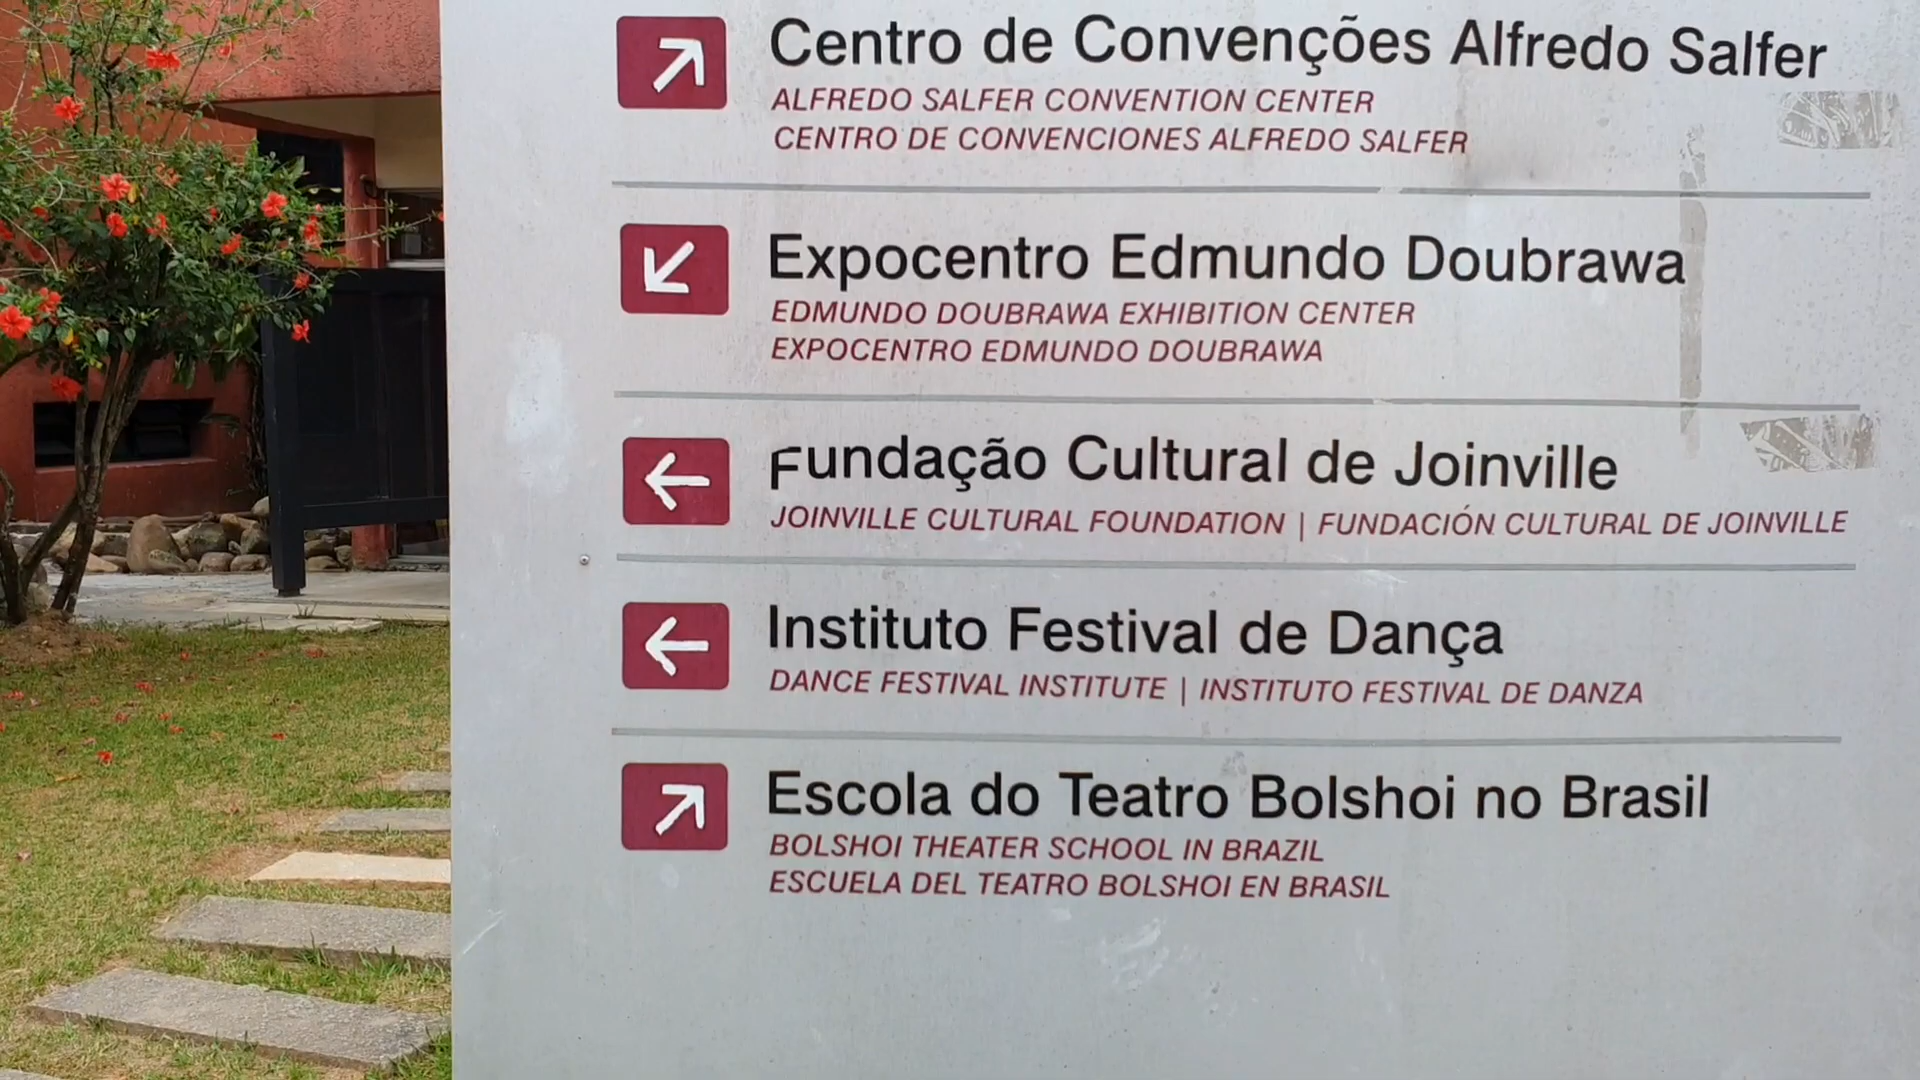 Centro de Convenções Alfredo Salfer
ALFREDO SALFER CONVENTION CENTER
CENTRO DE CONVENCIONES ALFREDO SALFER
Expocentro Edmundo Doubrawa
EDMUNDO DOUBRAWA EXHIBITION CENTER
EXPOCENTRO EDMUNDO DOUBRAWA
Fundação Cultural de Joinville
JOINVILLE CULTURAL FOUNDATION | FUNDACIÓN CULTURAL DE JOINVILLE
Instituto Festival de Dança
DANCE FESTIVAL INSTITUTE | INSTITUTO FESTIVAL DE DANZA
Escola do Teatro Bolshoi no Brasil
BOLSHOI THEATER SCHOOL IN BRAZIL
ESCUELA DEL TEATRO BOLSHOI EN BRASIL